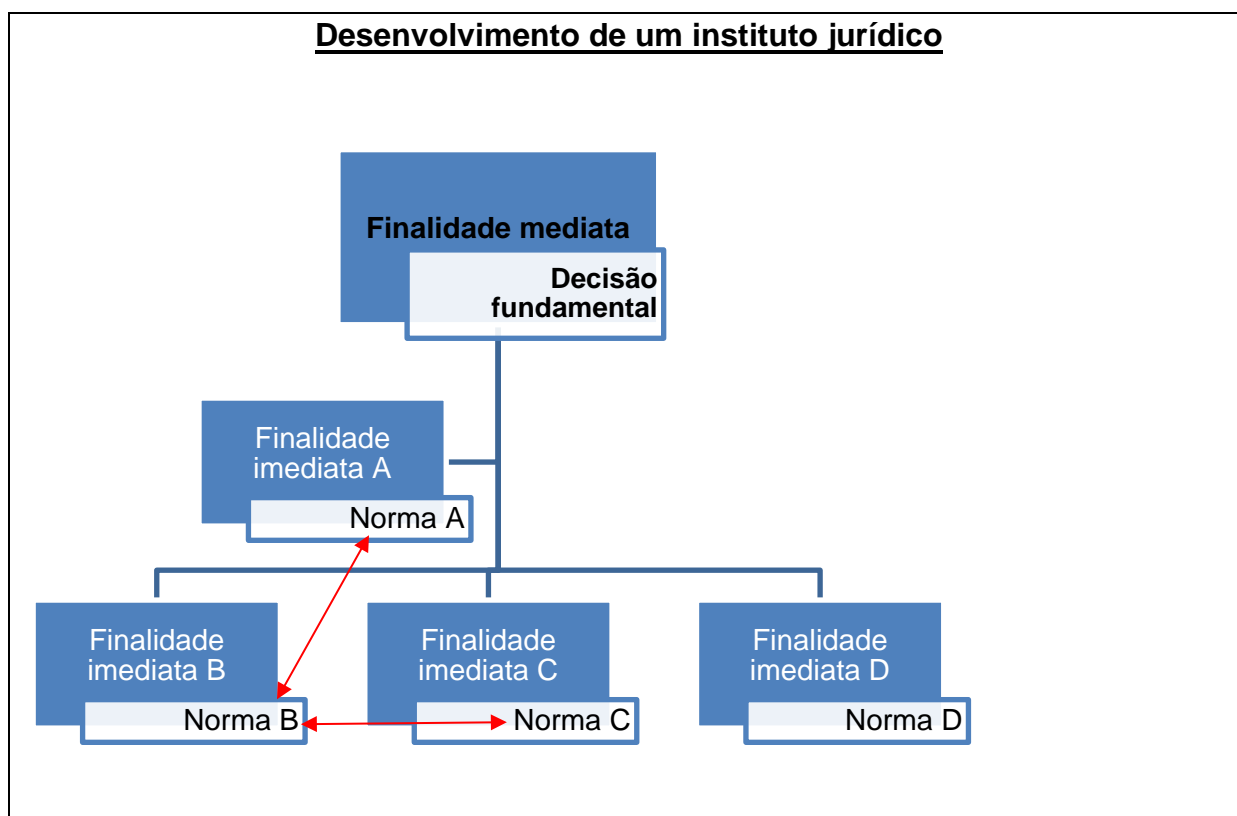 Desenvolvimento de um instituto jurídico
Finalidade mediata
Decisão
fundamental
Finalidade
imediata A
Norma A
Finalidade
imediata B
Norma B
Finalidade
imediata C
Norma C
Finalidade
imediata D
Norma D